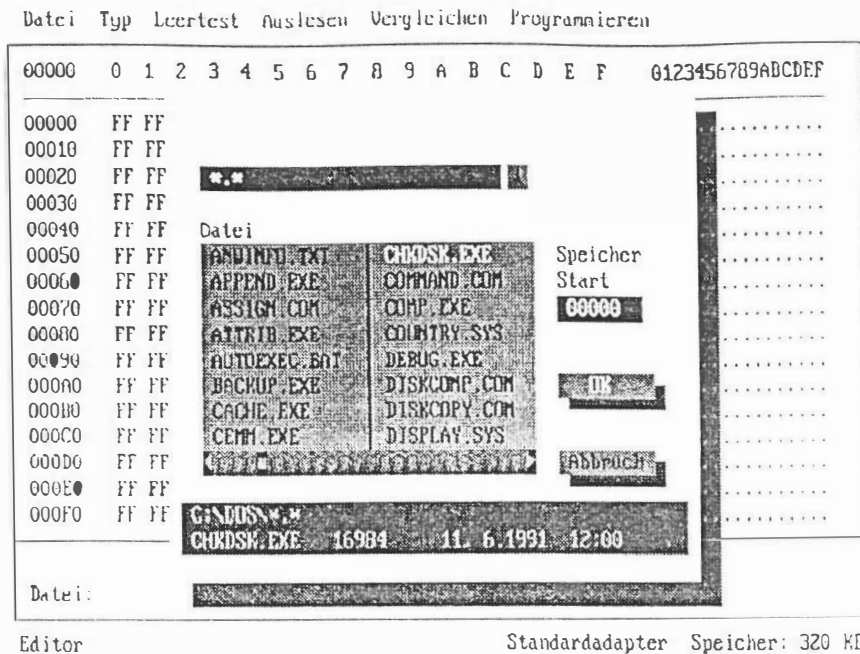 Datei Typ Leertest Auslesen Vergleichen Programmieren
00000 0 1 2 3 4 5 6 7 8 9 A B C D E F 0123456789ABCDEF
00000 FF FF ..........
00010 FF FF ..........
00020 FF FF *.* ..........
00030 FF FF ..........
00040 FF FF Datei ..........
00050 FF FF ANWINFO.TXT CHKDSK.EXE Speicher ..........
00060 FF FF APPEND.EXE COMMAND.COM Start ..........
00070 FF FF ASSIGN.COM COMP.EXE 00000 ..........
00080 FF FF ATTRIB.EXE COUNTRY.SYS ..........
00090 FF FF AUTOEXEC.BAT DEBUG.EXE ..........
000A0 FF FF BACKUP.EXE DISKCOMP.COM OK ..........
000B0 FF FF CACHE.EXE DISKCOPY.COM ..........
000C0 FF FF CEMM.EXE DISPLAY.SYS ..........
000D0 FF FF Abbruch ..........
000E0 FF FF ..........
000F0 FF FF C:\DOS\*.* ..........
CHKDSK.EXE 16984 11. 6.1991 12:00
Datei:
Editor Standardadapter Speicher: 320 KB